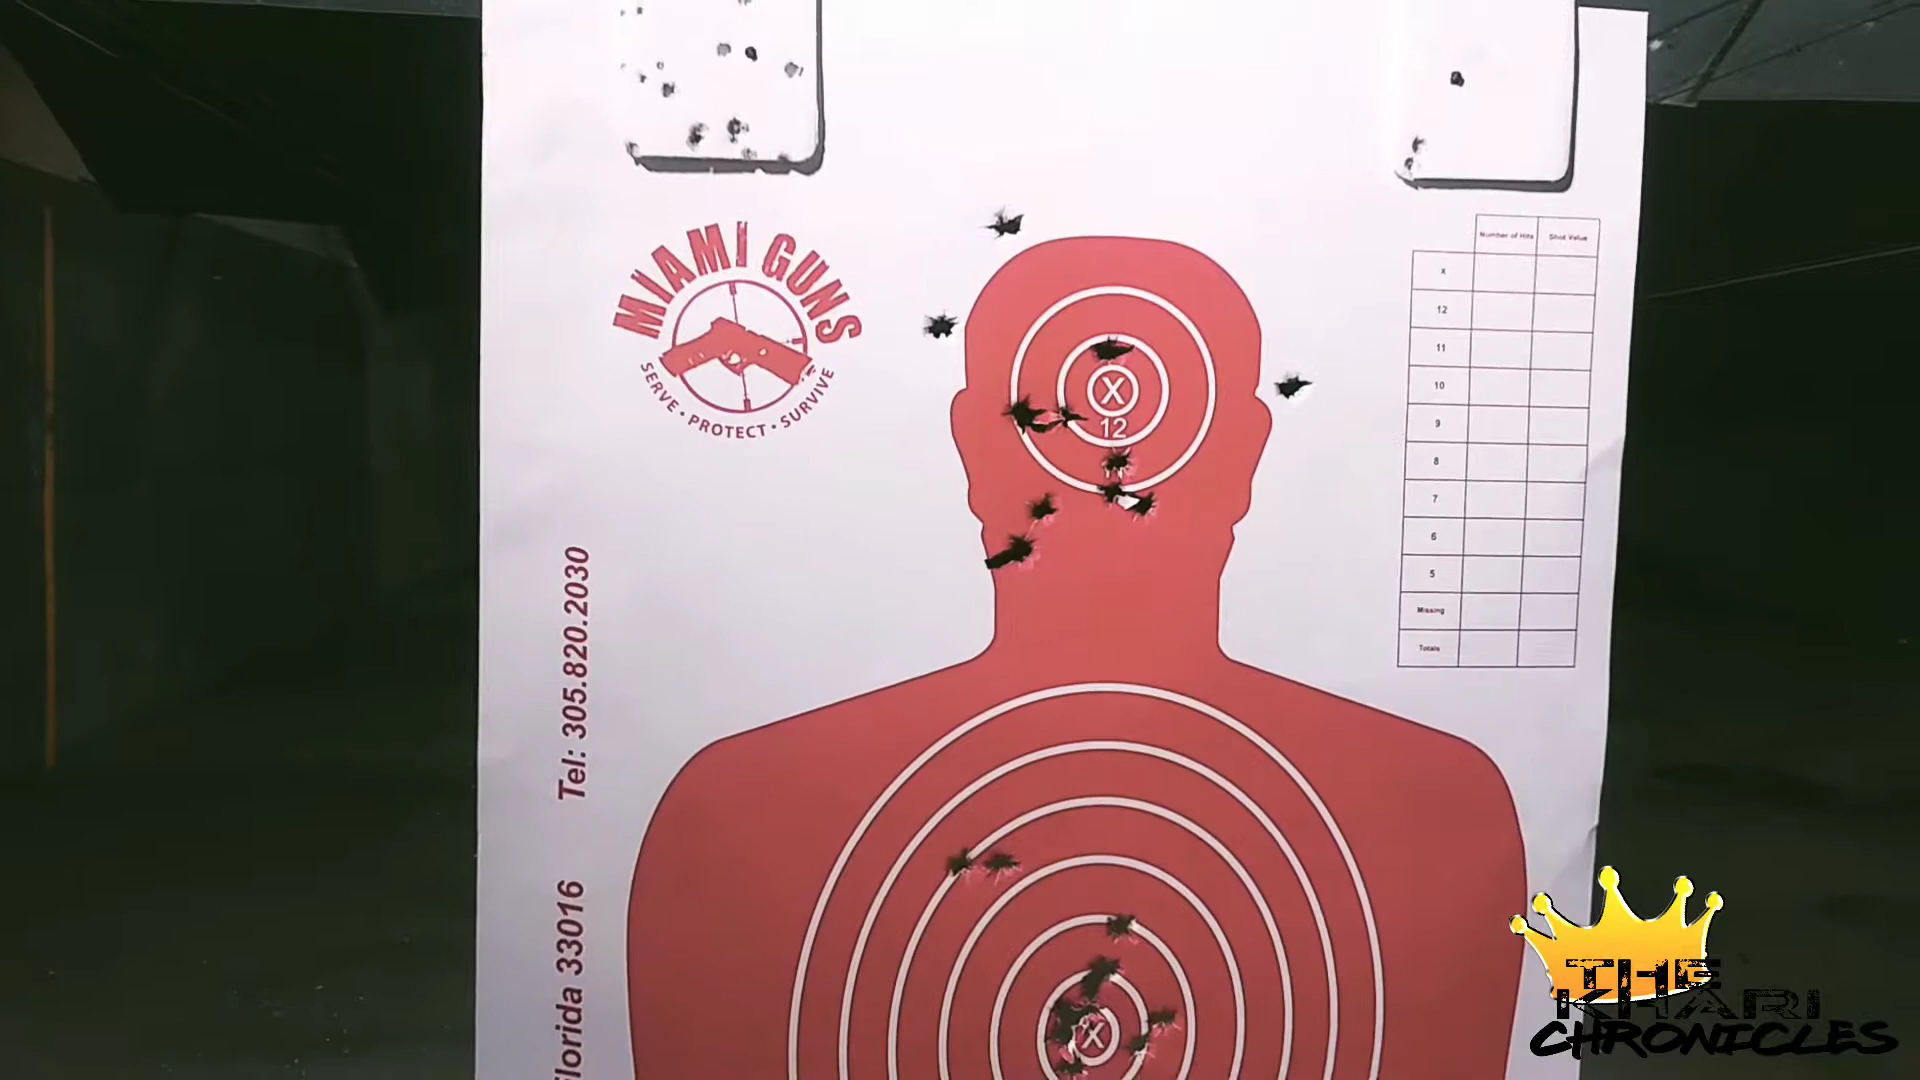 MIAMI GUNS
SERVE • PROTECT • SURVIVE
Number of Hits Shot Value
X
12
11
10
9
8
7
6
5
Missing
Totals
X
12
11
Tel: 305.820.2030
Florida 33016
X
THE
KHARI
CHRONICLES